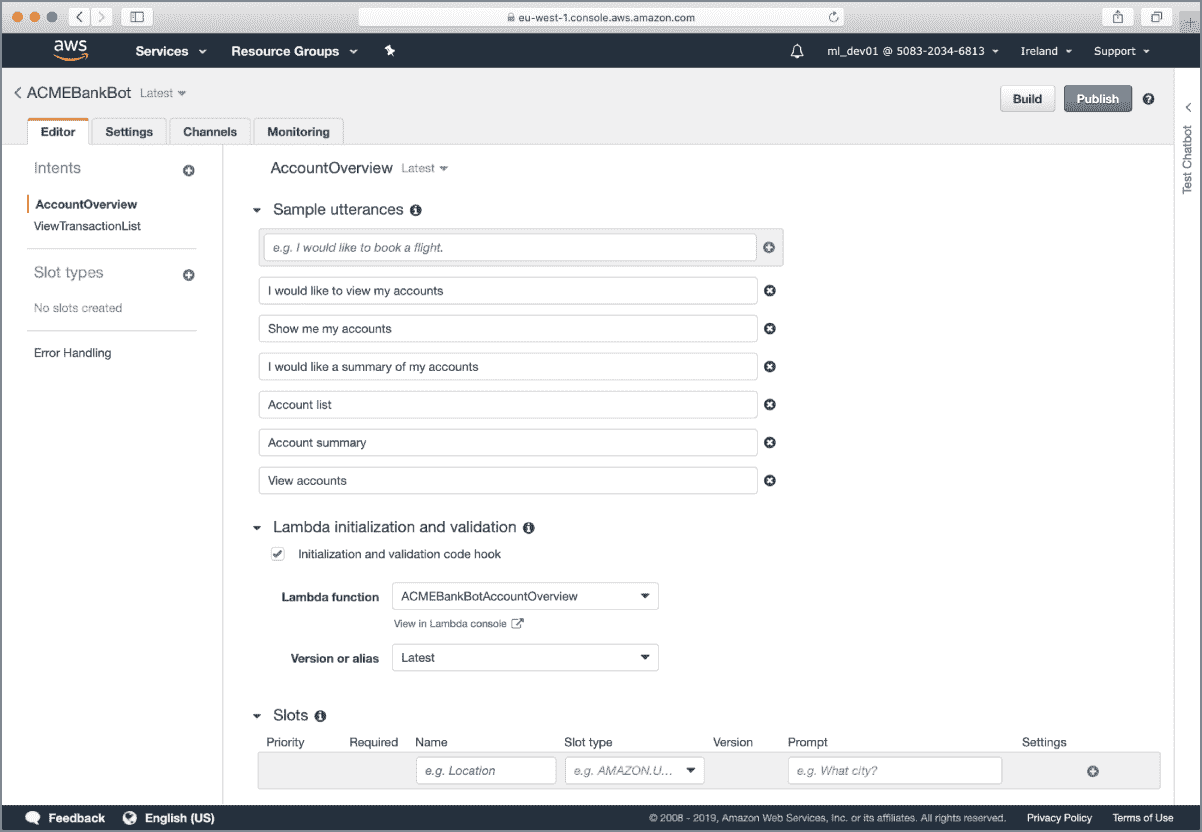 eu-west-1.console.aws.amazon.com
aws Services Resource Groups ml_dev01 @ 5083-2034-6813 Ireland Support
ACMEBankBot Latest Build Publish
Editor Settings Channels Monitoring
Test Chatbot
Intents
AccountOverview
ViewTransactionList
Slot types
No slots created
Error Handling
AccountOverview Latest
Sample utterances
e.g. I would like to book a flight.
I would like to view my accounts
Show me my accounts
I would like a summary of my accounts
Account list
Account summary
View accounts
Lambda initialization and validation
Initialization and validation code hook
Lambda function ACMEBankBotAccountOverview
View in Lambda console
Version or alias Latest
Slots
Priority Required Name Slot type Version Prompt Settings
e.g. Location e.g. AMAZON.U... e.g. What city?
Feedback English (US) © 2008 - 2019, Amazon Web Services, Inc. or its affiliates. All rights reserved. Privacy Policy Terms of Use